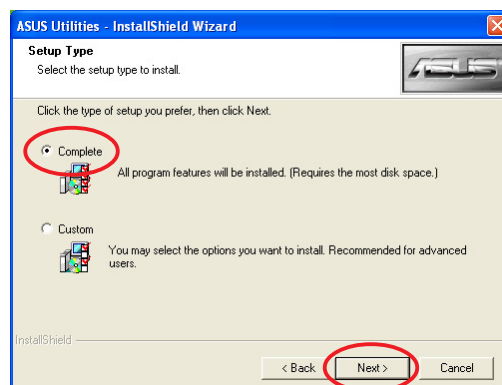 ASUS Utilities - InstallShield Wizard
Setup Type
Select the setup type to install.
ASUS
Click the type of setup you prefer, then click Next.
Complete
All program features will be installed. (Requires the most disk space.)
Custom
You may select the options you want to install. Recommended for advanced
users.
InstallShield
< Back
Next >
Cancel